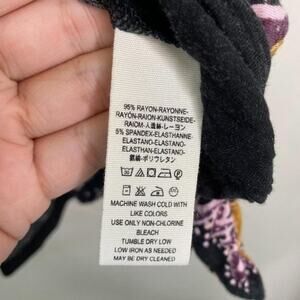 95% RAYON-RAYONNE-
RAYÓN-RAION-KUNSTSEIDE-
RAIOM-人造絲-レーヨン
5% SPANDEX-ELASTHANNE
ELASTANO-ELASTANO-
ELASTHAN-ELASTANO-
氨綸-ポリウレタン
MACHINE WASH COLD WITH
LIKE COLORS
USE ONLY NON-CHLORINE
BLEACH
TUMBLE DRY LOW
LOW IRON AS NEEDED
MAY BE DRY CLEANED